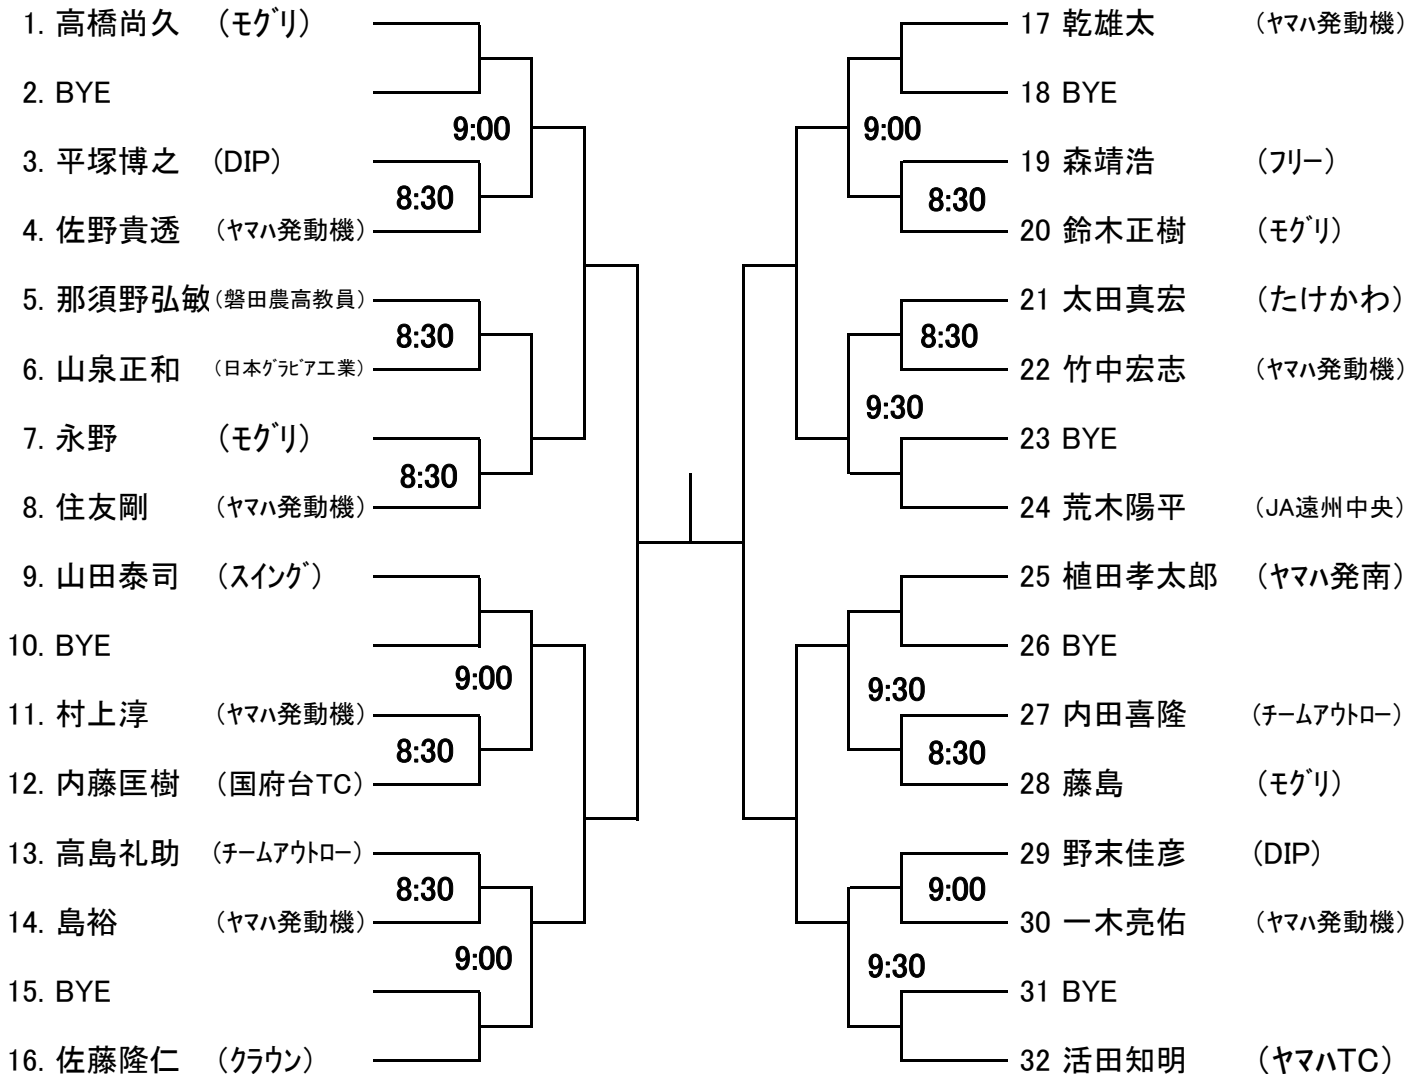 1. 高橋尚久 （ﾓｸﾞﾘ）
2. BYE
9:00
3. 平塚博之 （DIP）
8:30
4. 佐野貴透 （ﾔﾏﾊ発動機）
5. 那須野弘敏（磐田農高教員）
8:30
6. 山泉正和 （日本ｸﾞﾗﾋﾞｱ工業）
7. 永野 （ﾓｸﾞﾘ）
8:30
8. 住友剛 （ﾔﾏﾊ発動機）
9. 山田泰司 （ｽｲﾝｸﾞ）
10. BYE
9:00
11. 村上淳 （ﾔﾏﾊ発動機）
8:30
12. 内藤匡樹 （国府台TC）
13. 高島礼助 （ﾁｰﾑｱｳﾄﾛｰ）
8:30
14. 島裕 （ﾔﾏﾊ発動機）
9:00
15. BYE
16. 佐藤隆仁 （ｸﾗｳﾝ）
17 乾雄太 （ﾔﾏﾊ発動機）
18 BYE
9:00
19 森靖浩 （ﾌﾘｰ）
8:30
20 鈴木正樹 （ﾓｸﾞﾘ）
21 太田真宏 （たけかわ）
8:30
22 竹中宏志 （ﾔﾏﾊ発動機）
9:30
23 BYE
24 荒木陽平 （JA遠州中央）
25 植田孝太郎 （ﾔﾏﾊ発南）
26 BYE
9:30
27 内田喜隆 （ﾁｰﾑｱｳﾄﾛｰ）
8:30
28 藤島 （ﾓｸﾞﾘ）
29 野末佳彦 （DIP）
9:00
30 一木亮佑 （ﾔﾏﾊ発動機）
9:30
31 BYE
32 活田知明 （ﾔﾏﾊTC）